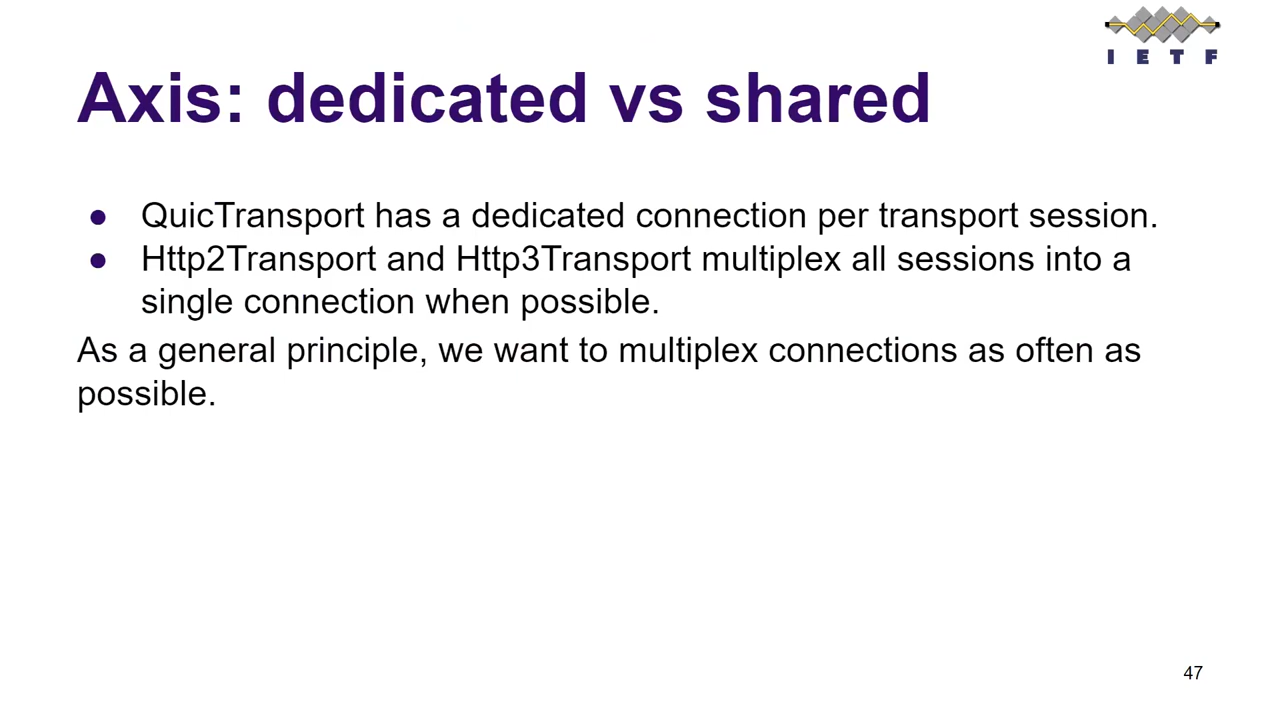 I E T F
Axis: dedicated vs shared
● QuicTransport has a dedicated connection per transport session.
● Http2Transport and Http3Transport multiplex all sessions into a
single connection when possible.
As a general principle, we want to multiplex connections as often as
possible.
47